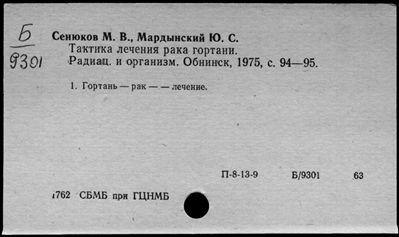 Б
9301
Сенюков М. В., Мардынский Ю. С.
Тактика лечения рака гортани.
Радиац. и организм. Обнинск, 1975, с. 94—95.
1. Гортань — рак — — лечение.
П-8-13-9 Б/9301 63
1762 СБМБ при ГЦНМБ